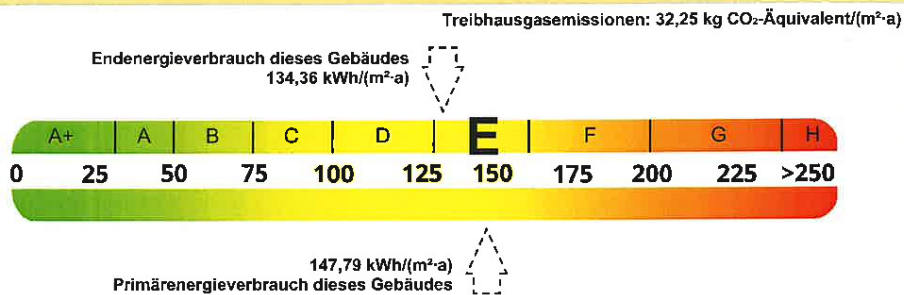 Treibhausgasemissionen: 32,25 kg CO₂-Äquivalent/(m²·a)
Endenergieverbrauch dieses Gebäudes
134,36 kWh/(m²·a)
A+ A B C D E F G H
0 25 50 75 100 125 150 175 200 225 >250
147,79 kWh/(m²·a)
Primärenergieverbrauch dieses Gebäudes